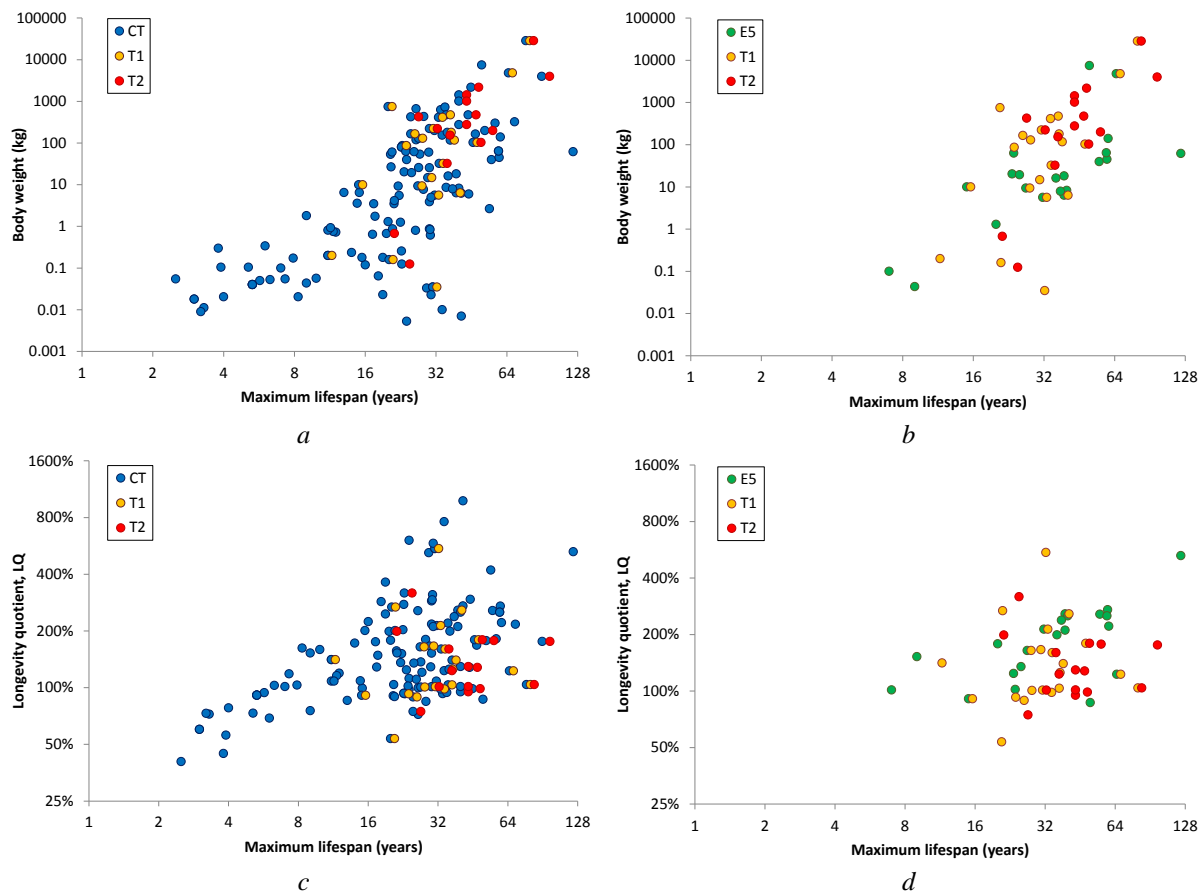 100000
10000
1000
100
10
1
0.1
0.01
0.001
Body weight (kg)
CT
T1
T2
1 2 4 8 16 32 64 128
Maximum lifespan (years)
a
100000
10000
1000
100
10
1
0.1
0.01
0.001
Body weight (kg)
E5
T1
T2
1 2 4 8 16 32 64 128
Maximum lifespan (years)
b
1600%
800%
400%
200%
100%
50%
25%
Longevity quotient, LQ
CT
T1
T2
1 2 4 8 16 32 64 128
Maximum lifespan (years)
c
1600%
800%
400%
200%
100%
50%
25%
Longevity quotient, LQ
E5
T1
T2
1 2 4 8 16 32 64 128
Maximum lifespan (years)
d